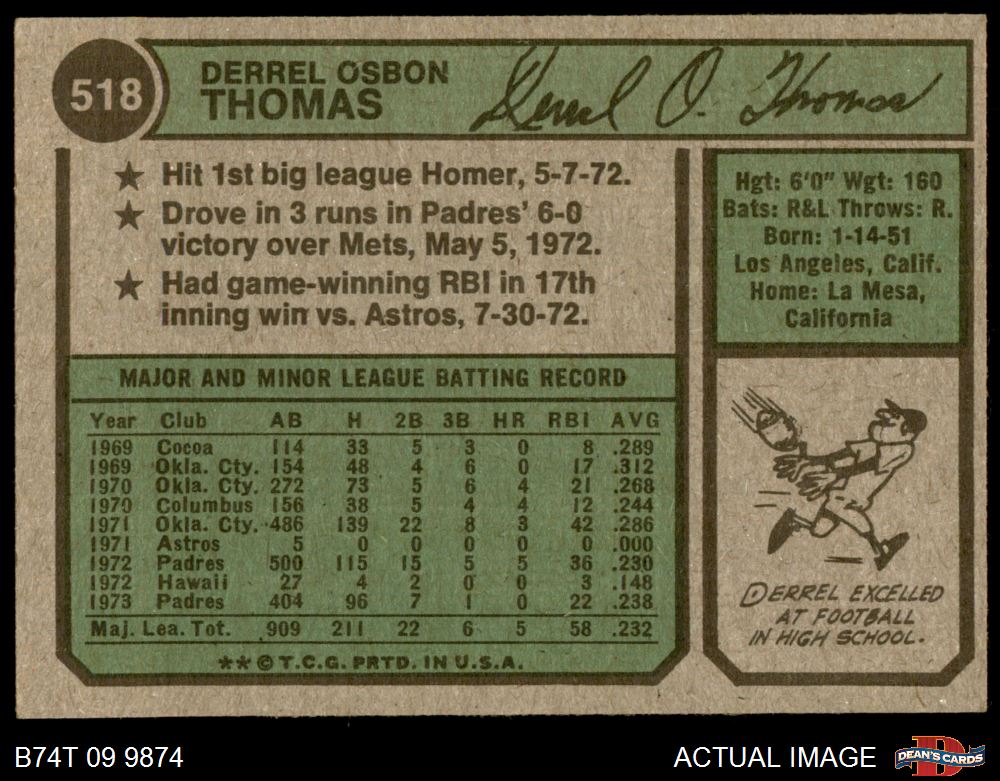 518
DERREL OSBON
THOMAS
Derrel O. Thomas
★ Hit 1st big league Homer, 5-7-72.
★ Drove in 3 runs in Padres' 6-0
victory over Mets, May 5, 1972.
★ Had game-winning RBI in 17th
inning win vs. Astros, 7-30-72.
Hgt: 6'0" Wgt: 160
Bats: R&L Throws: R.
Born: 1-14-51
Los Angeles, Calif.
Home: La Mesa,
California
MAJOR AND MINOR LEAGUE BATTING RECORD
Year Club AB H 2B 3B HR RBI AVG
1969 Cocoa 114 33 5 3 0 8 .289
1969 Okla. Cty. 154 48 4 6 0 17 .312
1970 Okla. Cty. 272 73 5 6 4 21 .268
1970 Columbus 156 38 5 4 4 12 .244
1971 Okla. Cty. 486 139 22 8 3 42 .286
1971 Astros 5 0 0 0 0 0 .000
1972 Padres 500 115 15 5 5 36 .230
1972 Hawaii 27 4 2 0 0 3 .148
1973 Padres 404 96 7 1 0 22 .238
Maj. Lea. Tot. 909 211 22 6 5 58 .232
**© T.C.G. PRTD. IN U.S.A.
DERREL EXCELLED
AT FOOTBALL
IN HIGH SCHOOL.
B74T 09 9874
ACTUAL IMAGE
D
DEAN'S CARDS